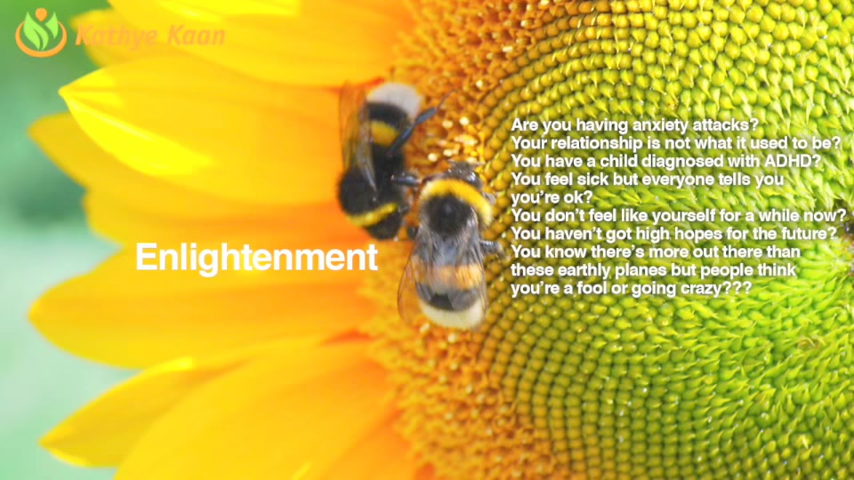 Kathye Kaan
Are you having anxiety attacks?
Your relationship is not what it used to be?
You have a child diagnosed with ADHD?
You feel sick but everyone tells you
you're ok?
You don't feel like yourself for a while now?
You haven't got high hopes for the future?
You know there's more out there than
these earthly planes but people think
you're a fool or going crazy???
Enlightenment